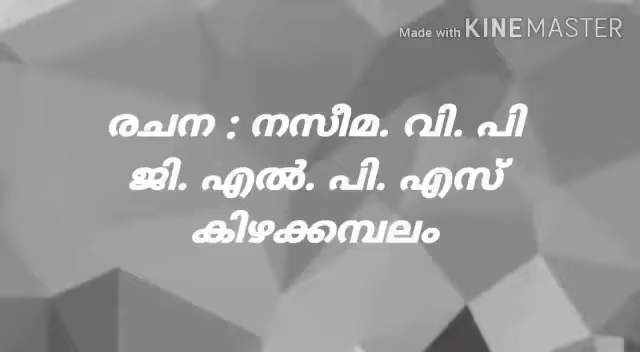 Made with KINEMASTER
രചന : നസീമ. വി. പി
ജി. എൽ. പി. എസ്
കിഴക്കമ്പലം